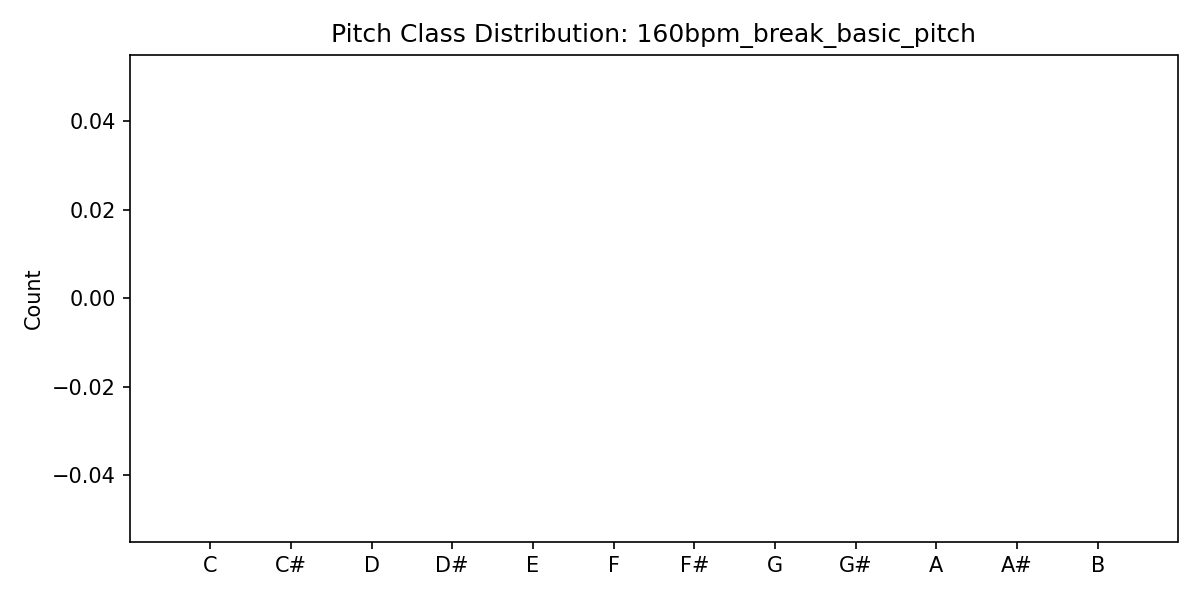 Pitch Class Distribution: 160bpm_break_basic_pitch
0.04
0.02
0.00
−0.02
−0.04
Count
C C# D D# E F F# G G# A A# B